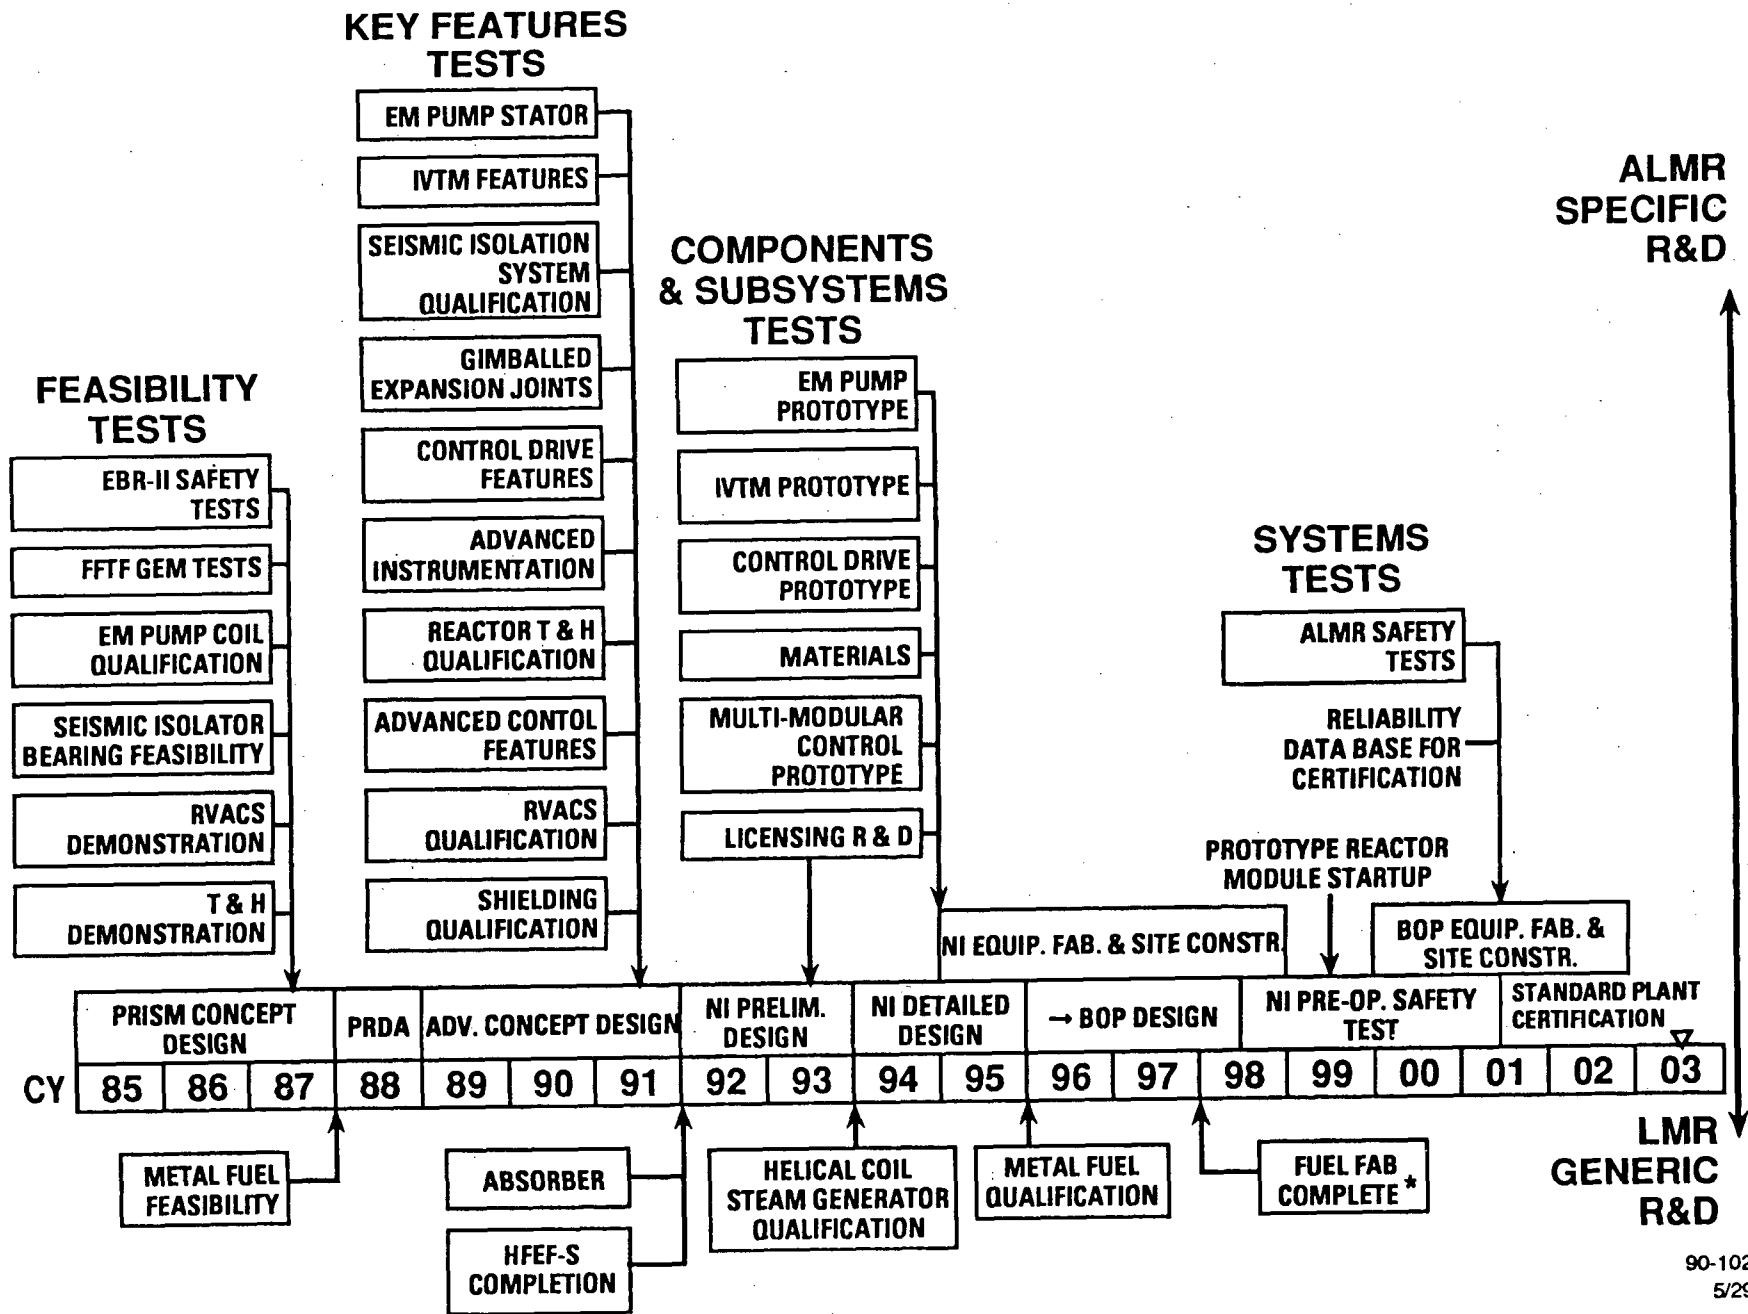 KEY FEATURES
TESTS
EM PUMP STATOR
IVTM FEATURES
SEISMIC ISOLATION
SYSTEM
QUALIFICATION
GIMBALLED
EXPANSION JOINTS
CONTROL DRIVE
FEATURES
ADVANCED
INSTRUMENTATION
REACTOR T & H
QUALIFICATION
ADVANCED CONTOL
FEATURES
RVACS
QUALIFICATION
SHIELDING
QUALIFICATION
FEASIBILITY
TESTS
EBR-II SAFETY
TESTS
FFTF GEM TESTS
EM PUMP COIL
QUALIFICATION
SEISMIC ISOLATOR
BEARING FEASIBILITY
RVACS
DEMONSTRATION
T & H
DEMONSTRATION
COMPONENTS
& SUBSYSTEMS
TESTS
EM PUMP
PROTOTYPE
IVTM PROTOTYPE
CONTROL DRIVE
PROTOTYPE
MATERIALS
MULTI-MODULAR
CONTROL
PROTOTYPE
LICENSING R & D
SYSTEMS
TESTS
ALMR SAFETY
TESTS
RELIABILITY
DATA BASE FOR
CERTIFICATION
PROTOTYPE REACTOR
MODULE STARTUP
ALMR
SPECIFIC
R&D
NI EQUIP. FAB. & SITE CONSTR.
BOP EQUIP. FAB. &
SITE CONSTR.
PRISM CONCEPT
DESIGN
PRDA
ADV. CONCEPT DESIGN
NI PRELIM.
DESIGN
NI DETAILED
DESIGN
→ BOP DESIGN
NI PRE-OP. SAFETY
TEST
STANDARD PLANT
CERTIFICATION
CY 85 86 87 88 89 90 91 92 93 94 95 96 97 98 99 00 01 02 03
METAL FUEL
FEASIBILITY
ABSORBER
HFEF-S
COMPLETION
HELICAL COIL
STEAM GENERATOR
QUALIFICATION
METAL FUEL
QUALIFICATION
FUEL FAB
COMPLETE *
LMR
GENERIC
R&D
90-102
5/29